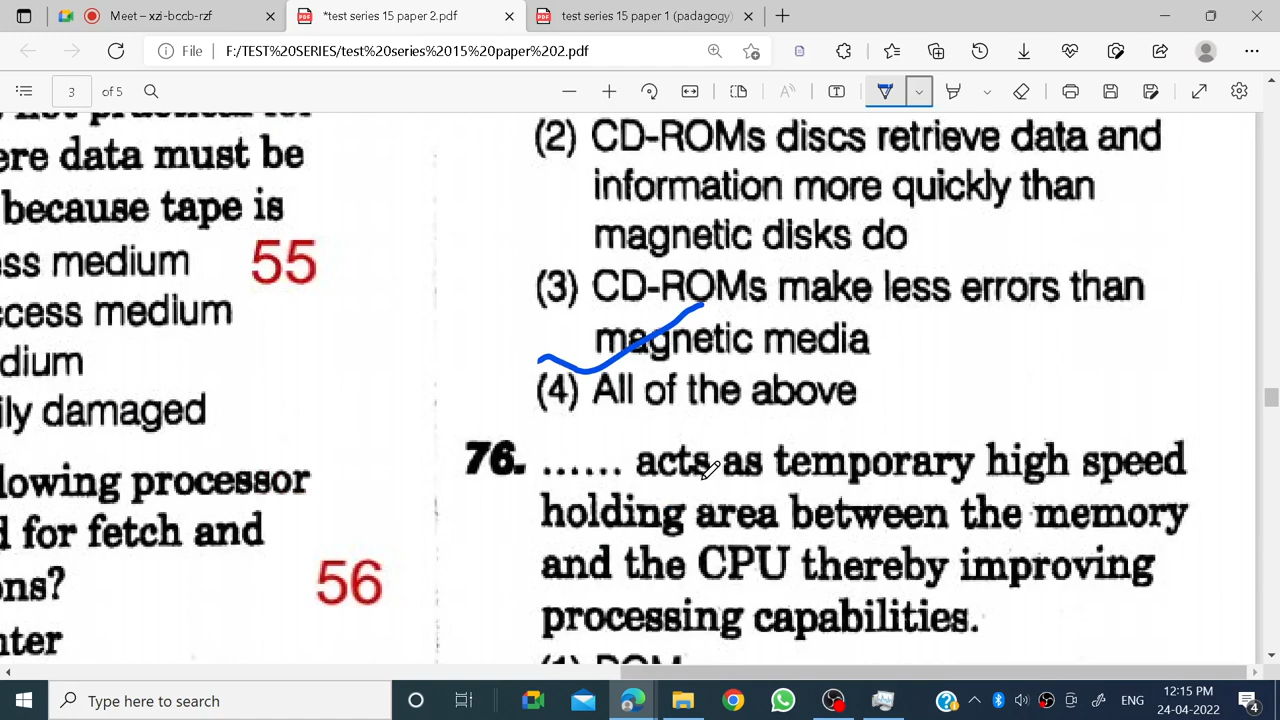 Meet – xzi-bccb-rzf
*test series 15 paper 2.pdf
test series 15 paper 1 (padagogy)
File
F:/TEST%20SERIES/test%20series%2015%20paper%202.pdf
3
of 5
ere data must be
because tape is
ess medium
55
ccess medium
dium
ily damaged
lowing processor
d for fetch and
ons?
56
nter
(2) CD-ROMs discs retrieve data and
information more quickly than
magnetic disks do
(3) CD-ROMs make less errors than
magnetic media
(4) All of the above
76. ...... acts as temporary high speed
holding area between the memory
and the CPU thereby improving
processing capabilities.
(1) ROM
Type here to search
ENG
12:15 PM
24-04-2022
4